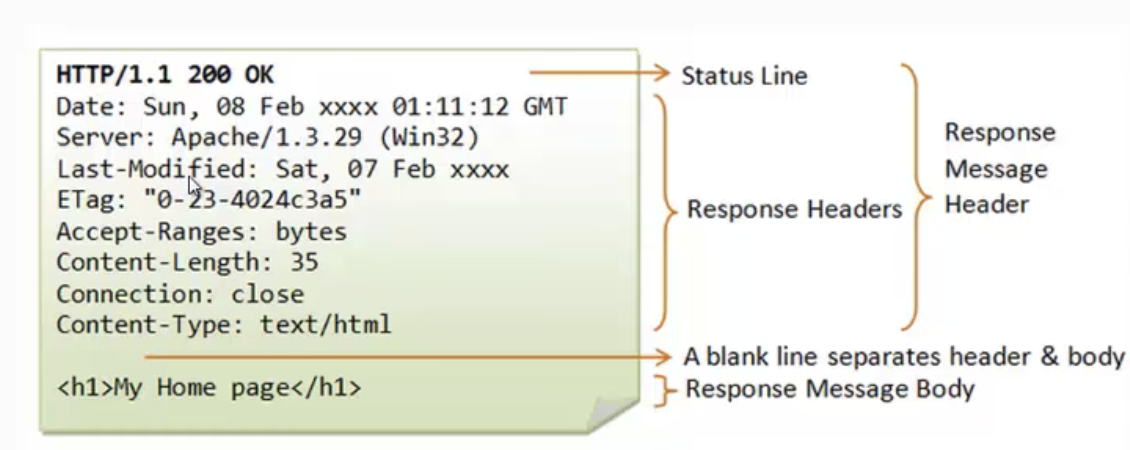 HTTP/1.1 200 OK
Date: Sun, 08 Feb xxxx 01:11:12 GMT
Server: Apache/1.3.29 (Win32)
Last-Modified: Sat, 07 Feb xxxx
ETag: "0-23-4024c3a5"
Accept-Ranges: bytes
Content-Length: 35
Connection: close
Content-Type: text/html
<h1>My Home page</h1>
Status Line
Response Headers
Response
Message
Header
A blank line separates header & body
Response Message Body